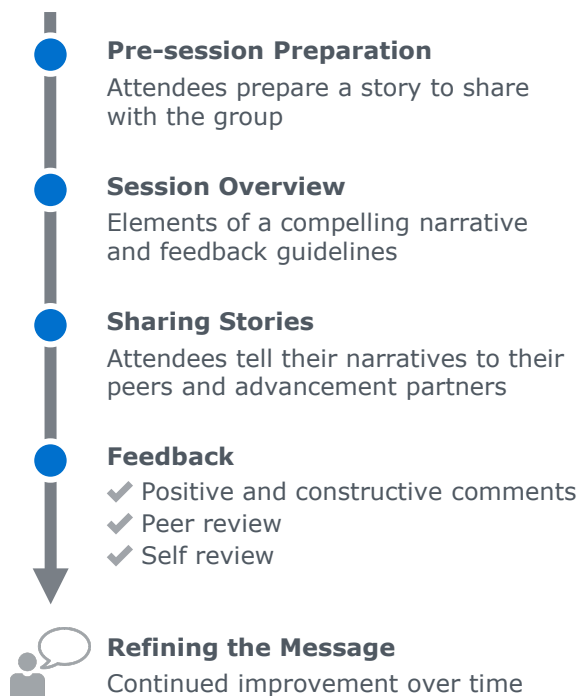 Pre-session Preparation
Attendees prepare a story to share
with the group
Session Overview
Elements of a compelling narrative
and feedback guidelines
Sharing Stories
Attendees tell their narratives to their
peers and advancement partners
Feedback
Positive and constructive comments
Peer review
Self review
Refining the Message
Continued improvement over time